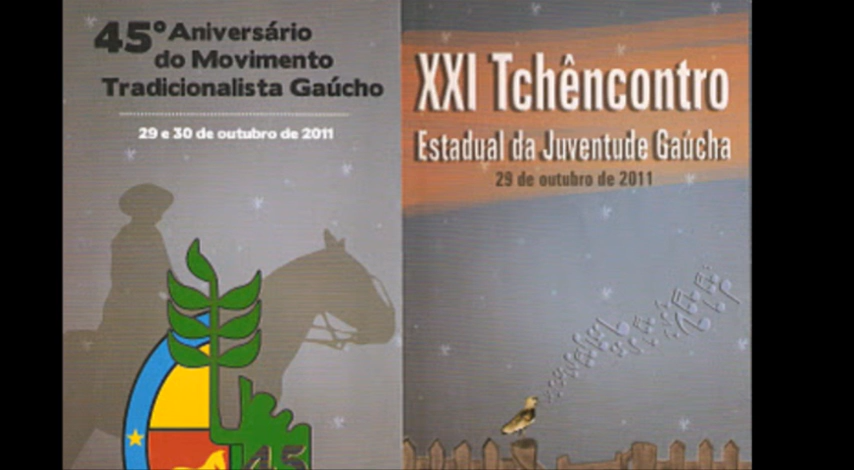 45º Aniversário
do Movimento
Tradicionalista Gaúcho
29 e 30 de outubro de 2011
45
XXI Tchêncontro
Estadual da Juventude Gaúcha
29 de outubro de 2011